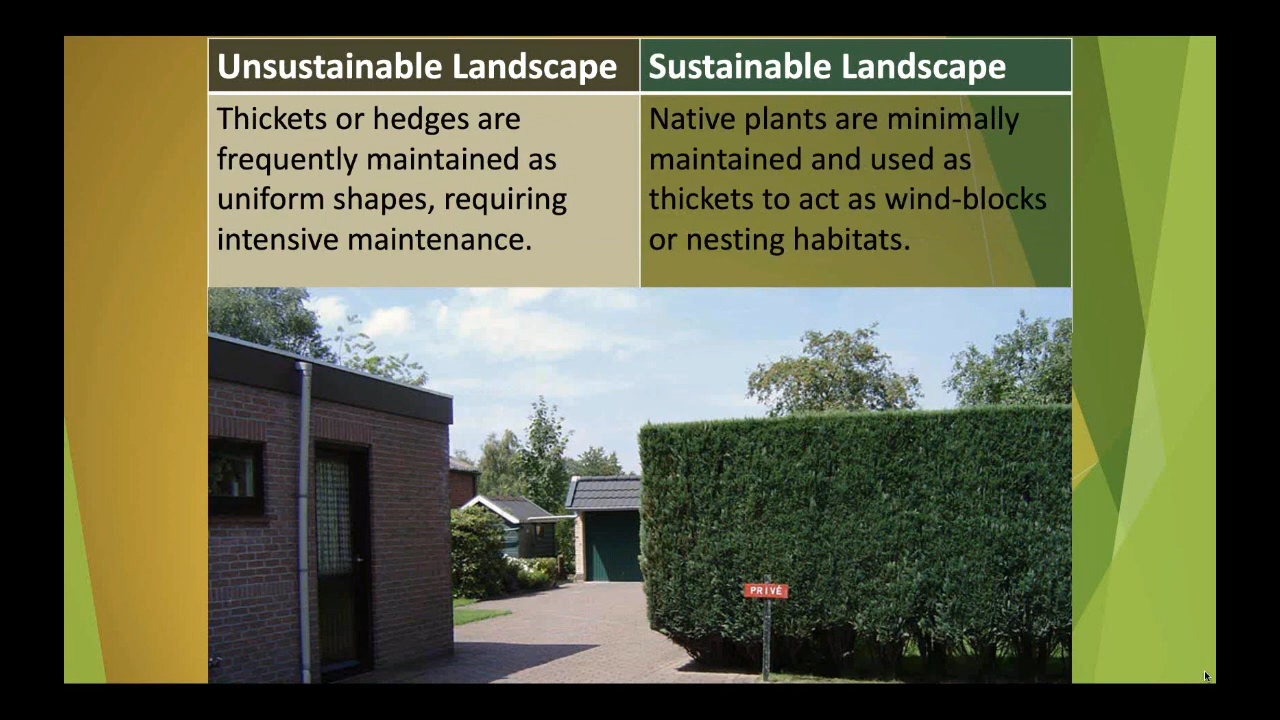 Unsustainable Landscape
Sustainable Landscape
Thickets or hedges are
frequently maintained as
uniform shapes, requiring
intensive maintenance.
Native plants are minimally
maintained and used as
thickets to act as wind-blocks
or nesting habitats.
PRIVÉ